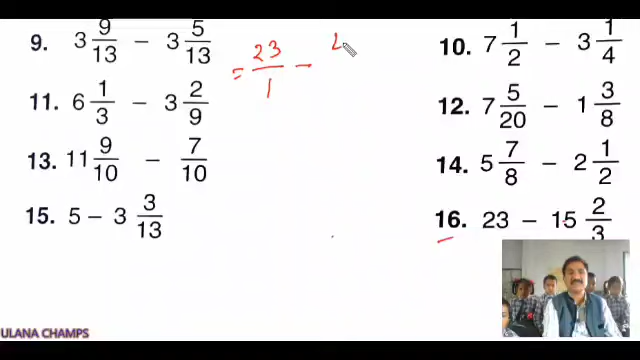 9. 3 9/13 − 3 5/13
= 23/1 −
10. 7 1/2 − 3 1/4
11. 6 1/3 − 3 2/9
12. 7 5/20 − 1 3/8
13. 11 9/10 − 7/10
14. 5 7/8 − 2 1/2
15. 5 − 3 3/13
16. 23 − 15 2/3
ULANA CHAMPS